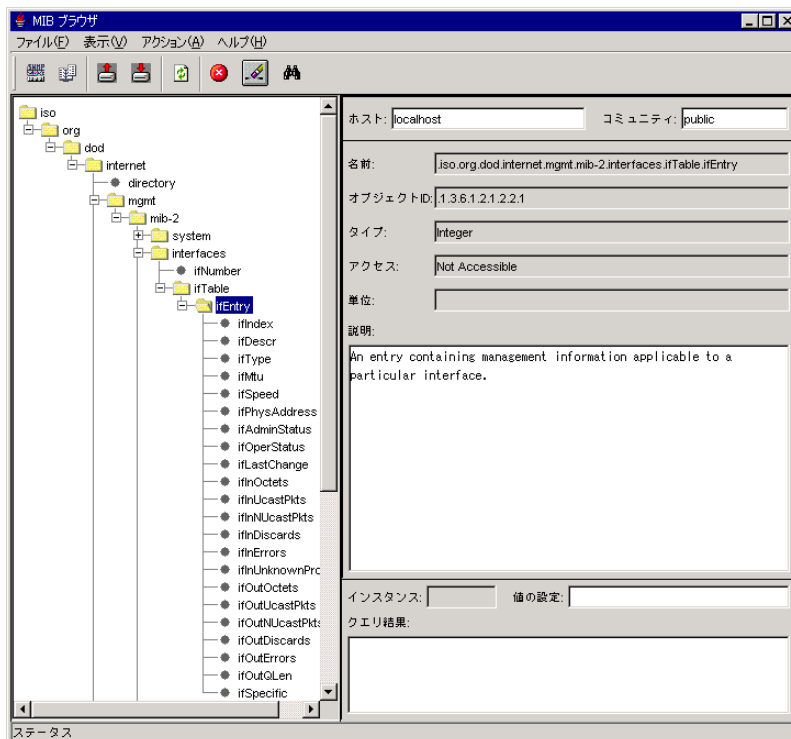 MIB ブラウザ
ファイル(F) 表示(V) アクション(A) ヘルプ(H)
iso
org
dod
internet
directory
mgmt
mib-2
system
interfaces
ifNumber
ifTable
ifEntry
ifIndex
ifDescr
ifType
ifMtu
ifSpeed
ifPhysAddress
ifAdminStatus
ifOperStatus
ifLastChange
ifInOctets
ifInUcastPkts
ifInNUcastPkts
ifInDiscards
ifInErrors
ifInUnknownPro
ifOutOctets
ifOutUcastPkts
ifOutNUcastPkts
ifOutDiscards
ifOutErrors
ifOutQLen
ifSpecific
ホスト: localhost コミュニティ: public
名前: .iso.org.dod.internet.mgmt.mib-2.interfaces.ifTable.ifEntry
オブジェクトID: .1.3.6.1.2.1.2.2.1
タイプ: Integer
アクセス: Not Accessible
単位:
説明:
An entry containing management information applicable to a
particular interface.
インスタンス: 値の設定:
クエリ結果:
ステータス